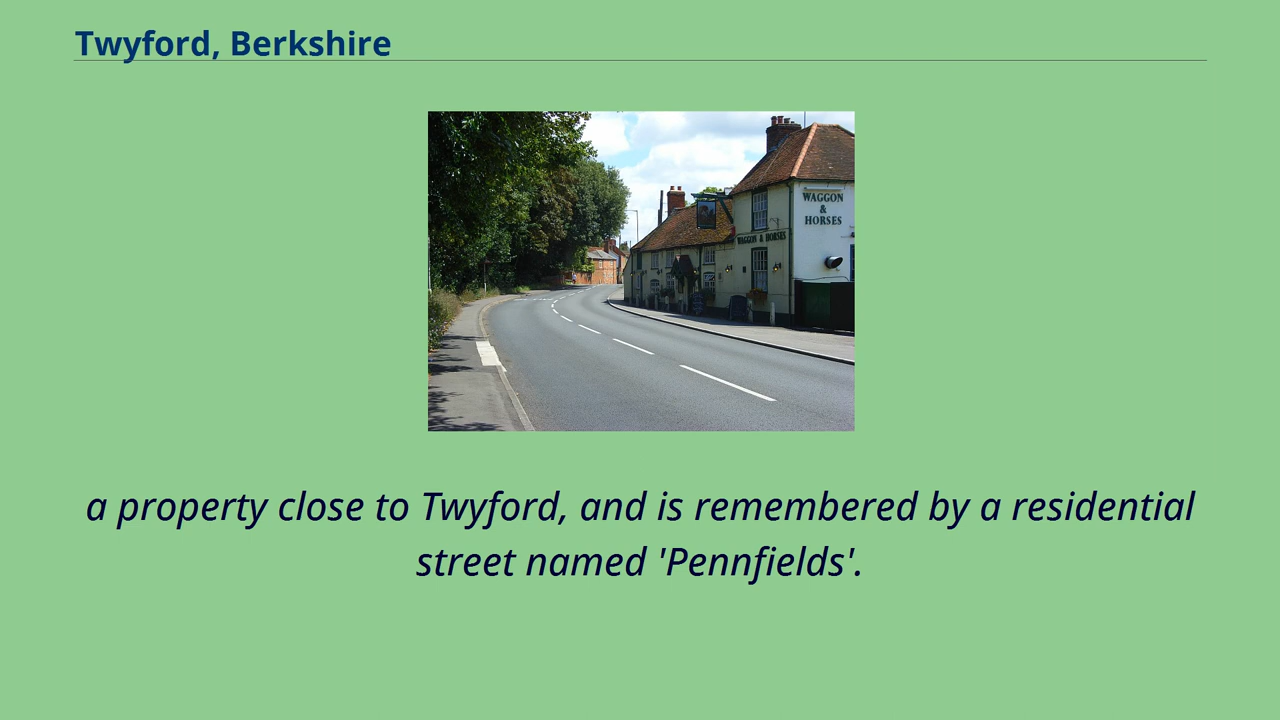 Twyford, Berkshire
WAGGON
&
HORSES
WAGGON & HORSES
a property close to Twyford, and is remembered by a residential
street named 'Pennfields'.